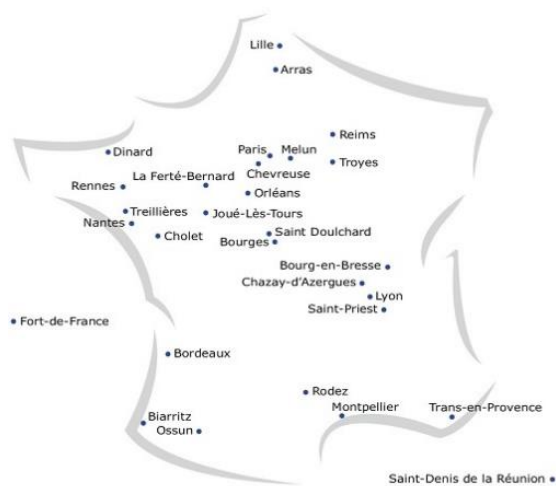 Lille
Arras
Reims
Dinard
Paris
Melun
Troyes
Chevreuse
La Ferté-Bernard
Rennes
Orléans
Treillières
Joué-Lès-Tours
Nantes
Cholet
Saint Doulchard
Bourges
Bourg-en-Bresse
Chazay-d'Azergues
Lyon
Saint-Priest
Fort-de-France
Bordeaux
Rodez
Montpellier
Trans-en-Provence
Biarritz
Ossun
Saint-Denis de la Réunion